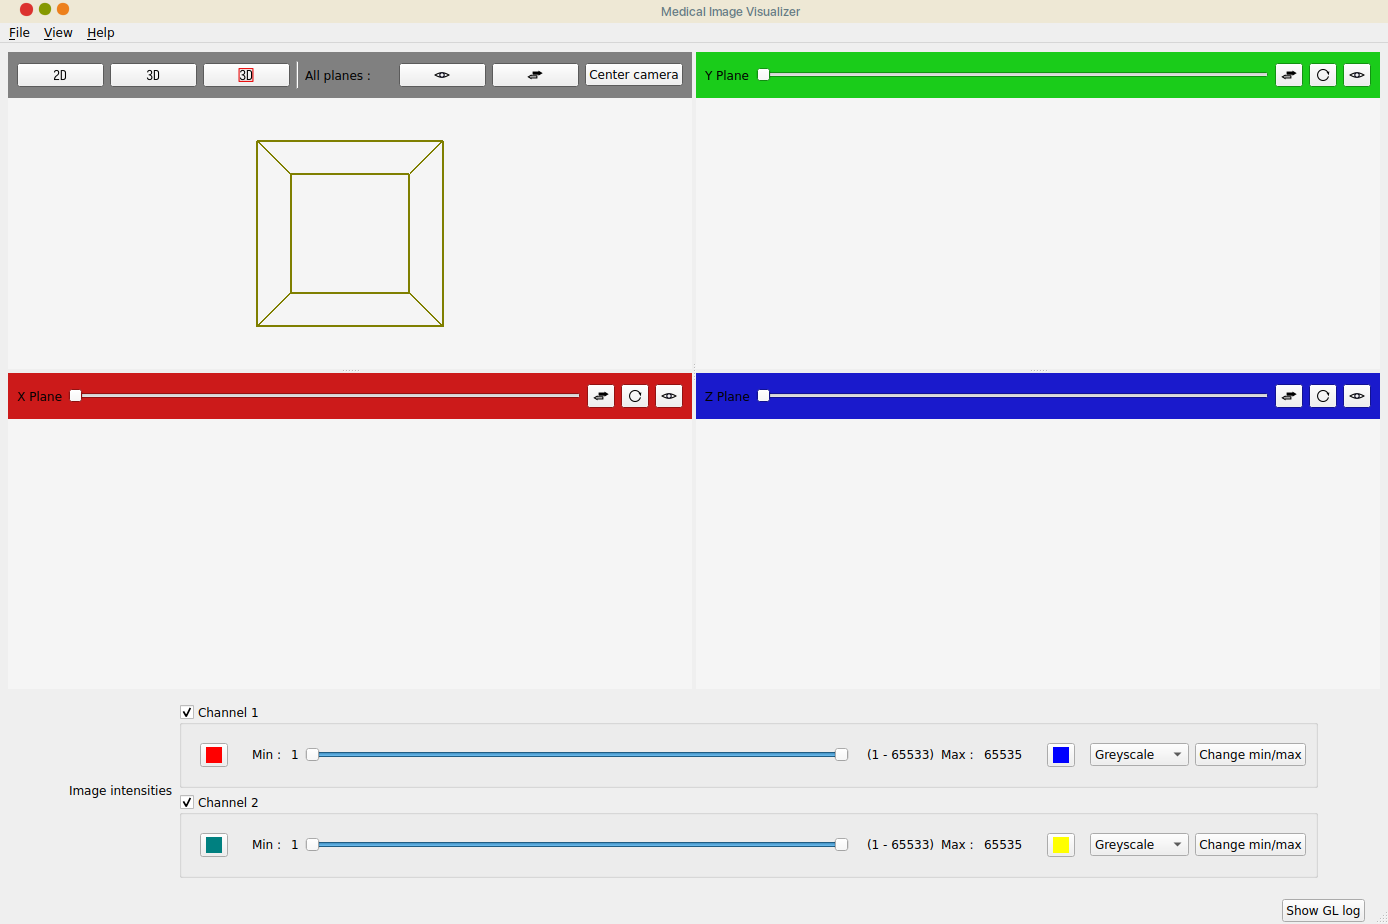 Medical Image Visualizer
File View Help
2D 3D 3D All planes : Center camera
Y Plane
X Plane
Z Plane
Channel 1
Min : 1 (1 - 65533) Max : 65535 Greyscale Change min/max
Image intensities
Channel 2
Min : 1 (1 - 65533) Max : 65535 Greyscale Change min/max
Show GL log